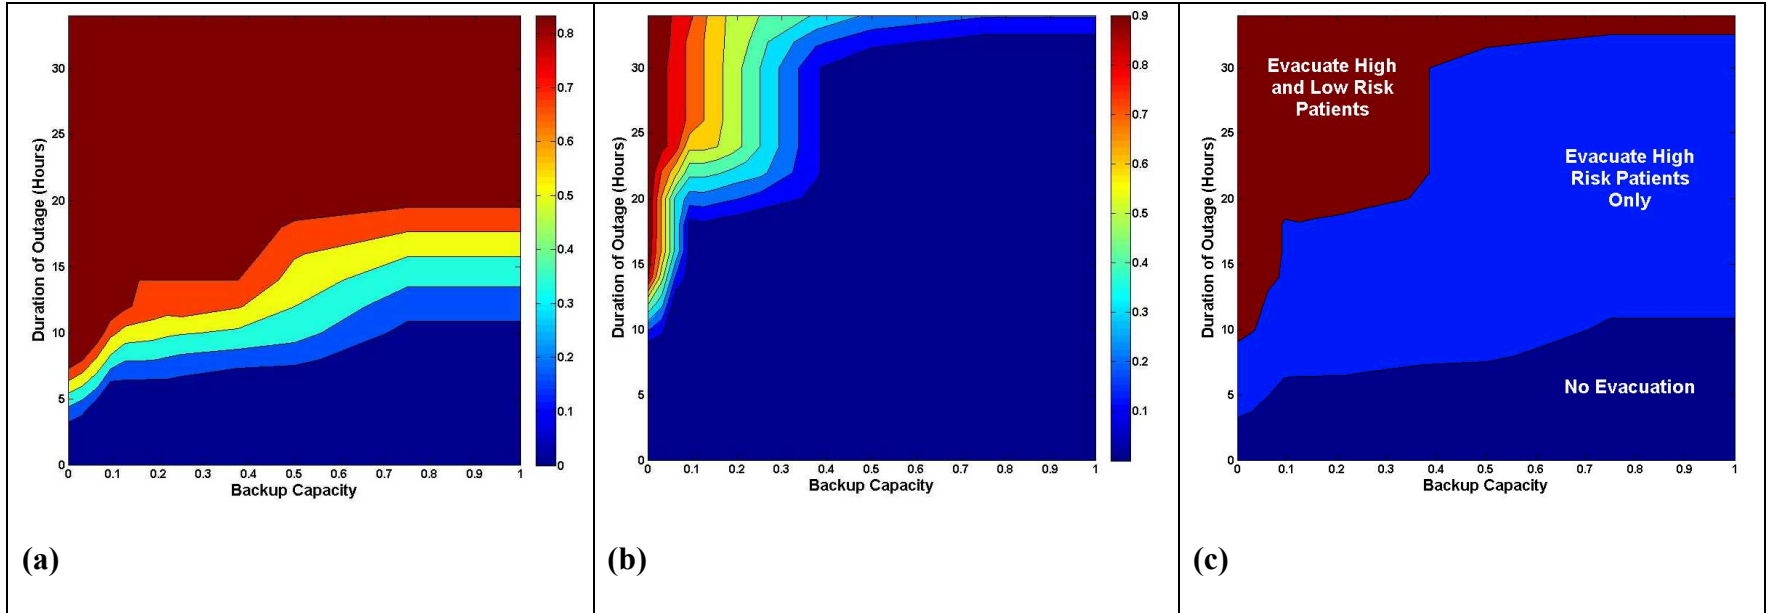 Duration of Outage (Hours)
30
25
20
15
10
5
0
0 0.1 0.2 0.3 0.4 0.5 0.6 0.7 0.8 0.9 1
Backup Capacity
0.8
0.7
0.6
0.5
0.4
0.3
0.2
0.1
0
(a)
Duration of Outage (Hours)
30
25
20
15
10
5
0
0 0.1 0.2 0.3 0.4 0.5 0.6 0.7 0.8 0.9 1
Backup Capacity
0.9
0.8
0.7
0.6
0.5
0.4
0.3
0.2
0.1
(b)
Duration of Outage (Hours)
30
25
20
15
10
5
0
Evacuate High
and Low Risk
Patients
Evacuate High
Risk Patients
Only
No Evacuation
0 0.1 0.2 0.3 0.4 0.5 0.6 0.7 0.8 0.9 1
Backup Capacity
(c)